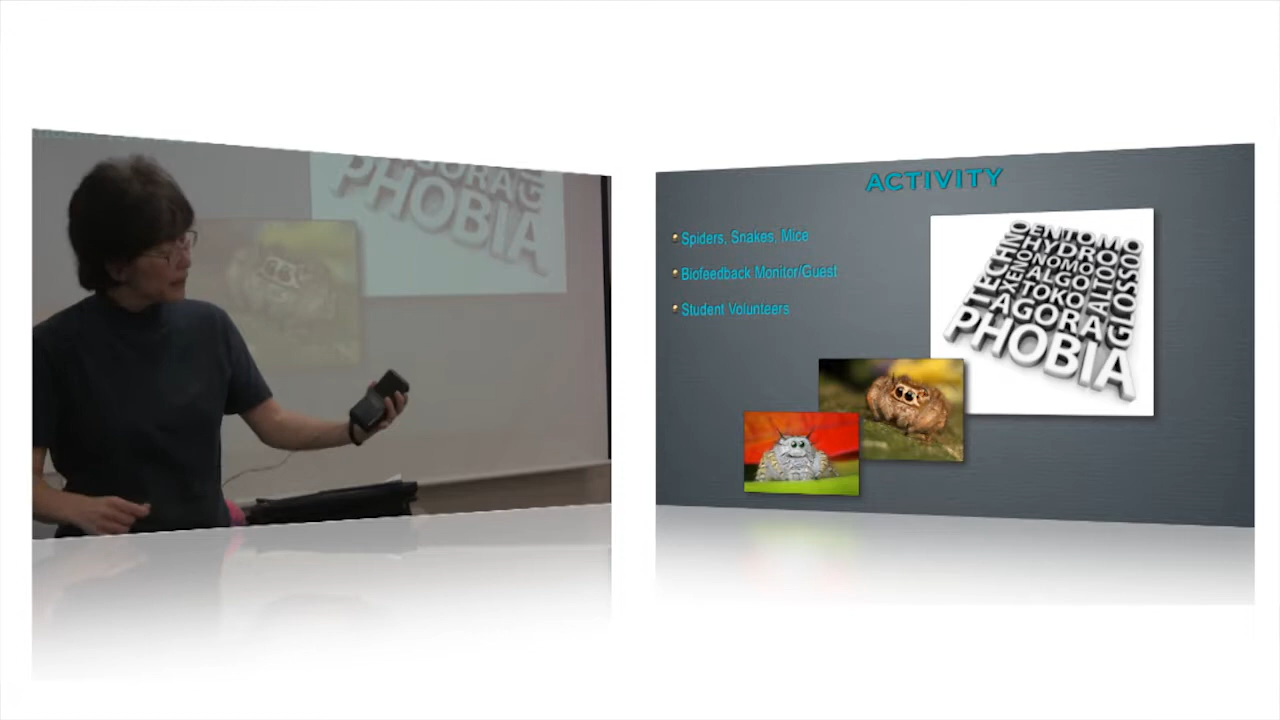 AGORA
PHOBIA
ACTIVITY
Spiders, Snakes, Mice
Biofeedback Monitor/Guest
Student Volunteers
ENTOMO
HYDRO
NOMO
ALGO
TOKO
AGORA
PHOBIA
TECHNO
XENO
ALTO
GLOSSO